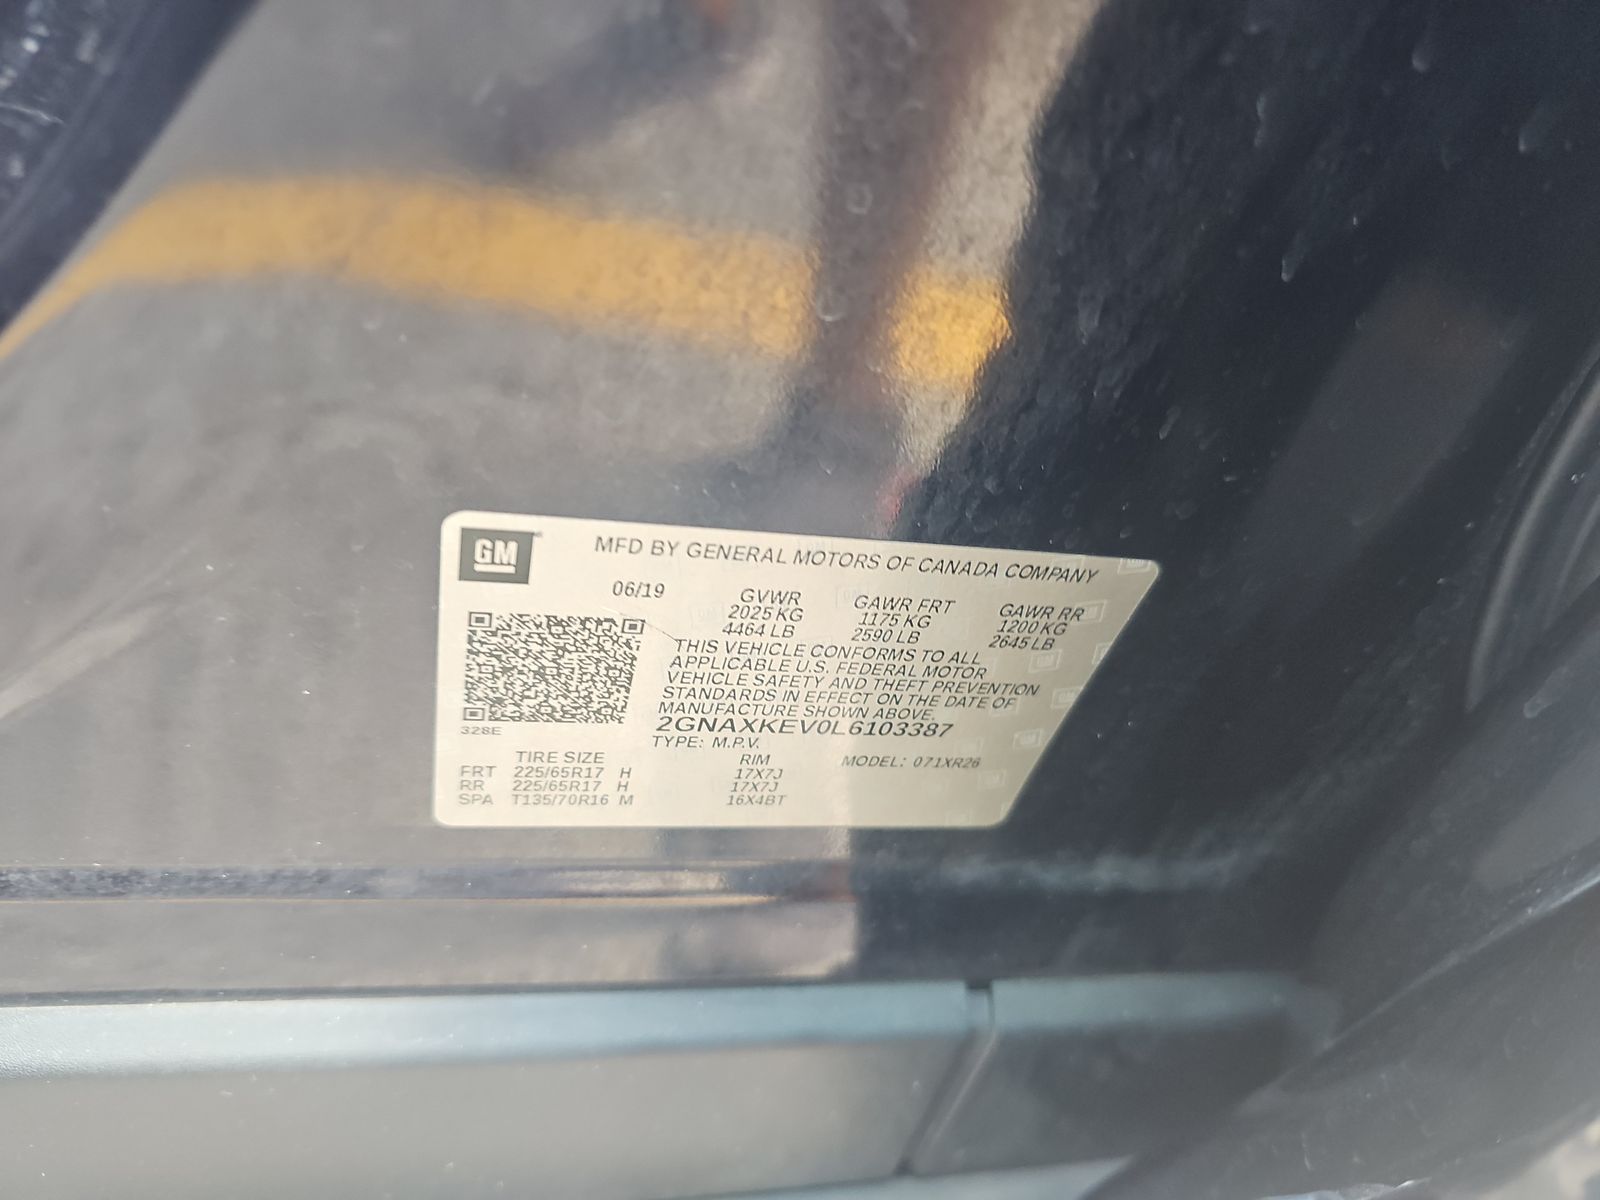 GM
MFD BY GENERAL MOTORS OF CANADA COMPANY
06/19 GVWR GAWR FRT GAWR RR
2025 KG 1175 KG 1200 KG
4464 LB 2590 LB 2645 LB
THIS VEHICLE CONFORMS TO ALL
APPLICABLE U.S. FEDERAL MOTOR
VEHICLE SAFETY AND THEFT PREVENTION
STANDARDS IN EFFECT ON THE DATE OF
MANUFACTURE SHOWN ABOVE.
2GNAXKEV0L6103387
328E
TYPE: M.P.V.
TIRE SIZE RIM MODEL: 071XR26
FRT 225/65R17 H 17X7J
RR 225/65R17 H 17X7J
SPA T135/70R16 M 16X4BT